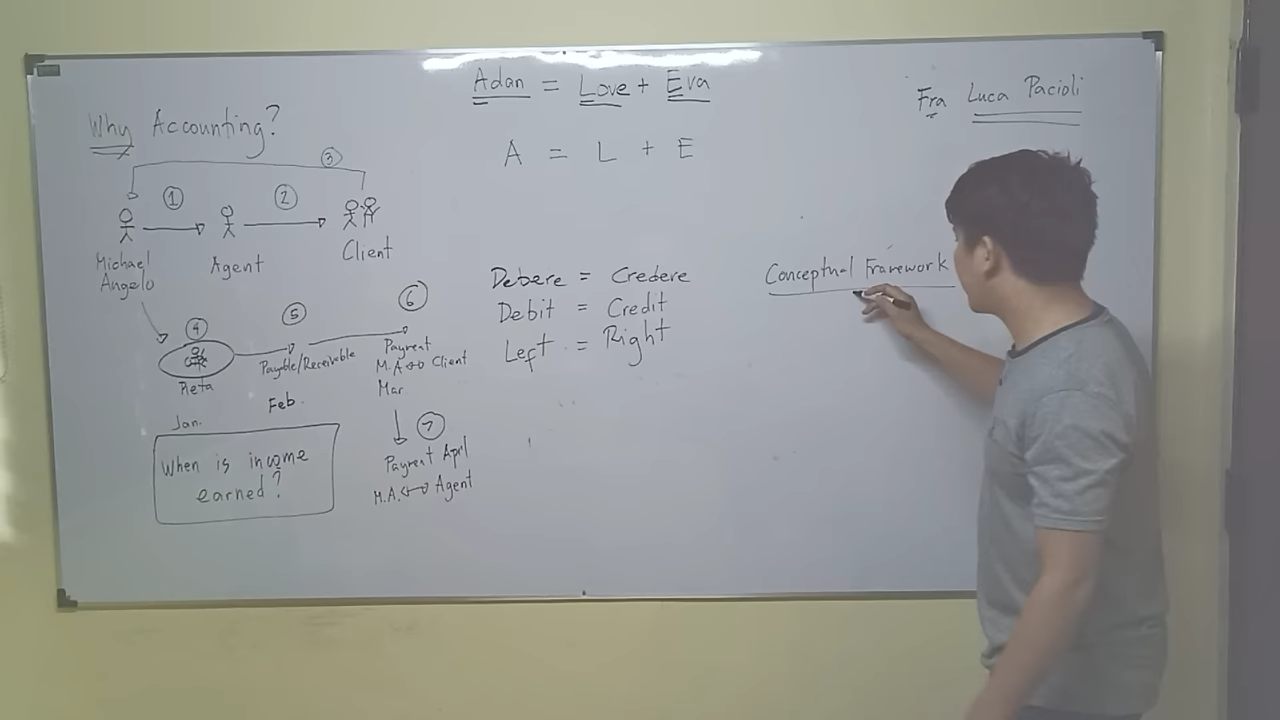 Why Accounting?
3
1
2
Michael
Angelo
Agent
Client
4
5
6
Pieta
Payable/Receivable
Payment
M.A↔Client
Jan.
Feb.
Mar
When is income
earned?
7
Payment April
M.A.↔Agent
Adan = Love + Eva
A = L + E
Debere = Credere
Debit = Credit
Left = Right
Fra Luca Pacioli
Conceptual Framework